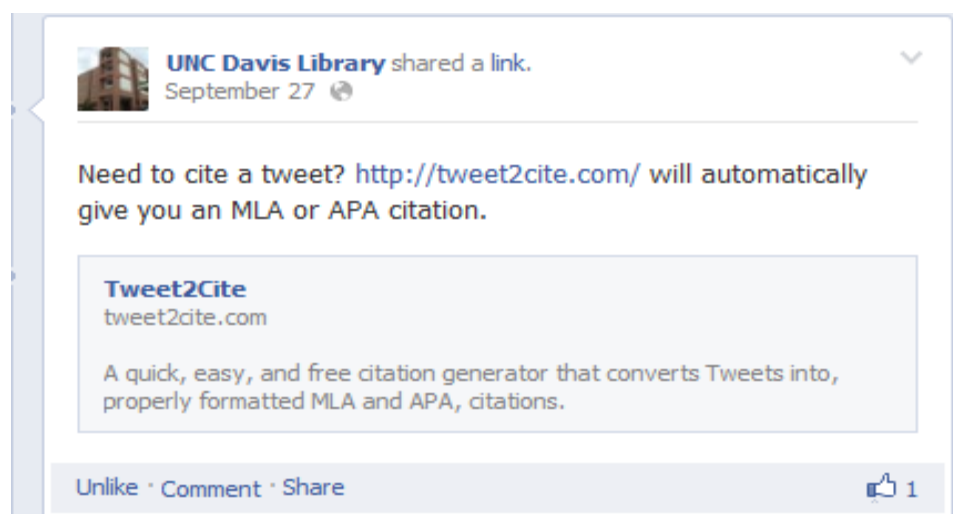 UNC Davis Library shared a link.
September 27
Need to cite a tweet? http://tweet2cite.com/ will automatically
give you an MLA or APA citation.
Tweet2Cite
tweet2cite.com
A quick, easy, and free citation generator that converts Tweets into,
properly formatted MLA and APA, citations.
Unlike · Comment · Share 1